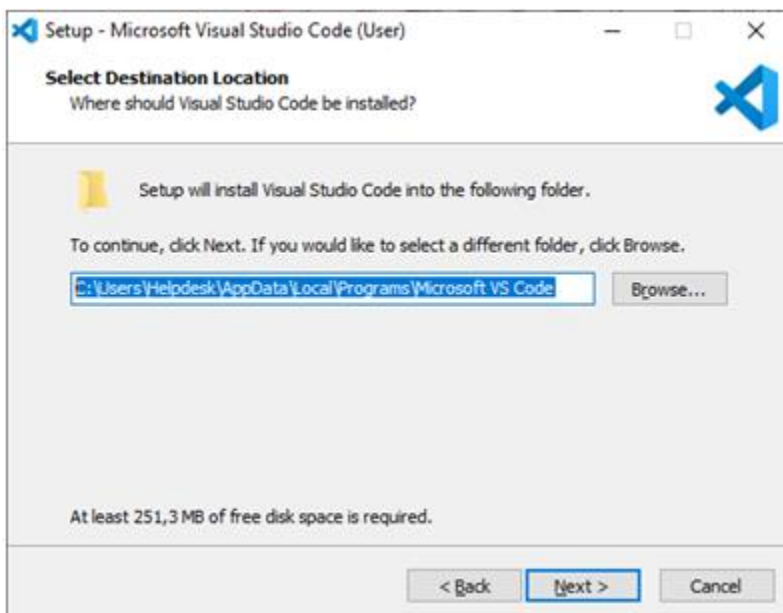 Setup - Microsoft Visual Studio Code (User)
Select Destination Location
Where should Visual Studio Code be installed?
Setup will install Visual Studio Code into the following folder.
To continue, click Next. If you would like to select a different folder, click Browse.
C:\Users\Helpdesk\AppData\Local\Programs\Microsoft VS Code
Browse...
At least 251,3 MB of free disk space is required.
< Back
Next >
Cancel